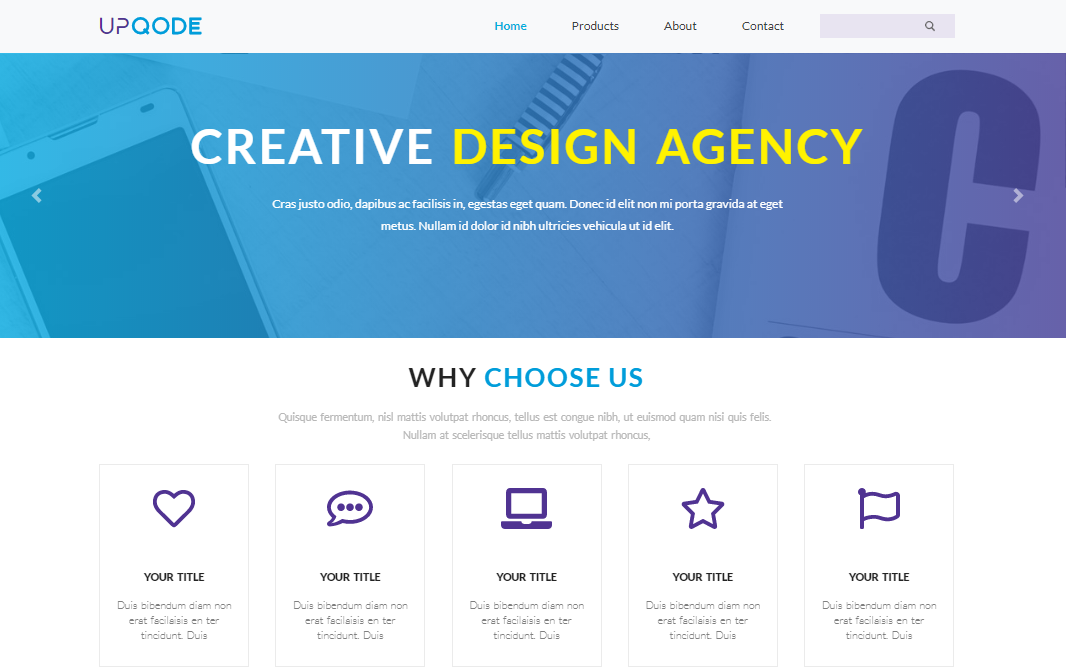 UPQODE
Home Products About Contact
CREATIVE DESIGN AGENCY
Cras justo odio, dapibus ac facilisis in, egestas eget quam. Donec id elit non mi porta gravida at eget
metus. Nullam id dolor id nibh ultricies vehicula ut id elit.
C
WHY CHOOSE US
Quisque fermentum, nisl mattis volutpat rhoncus, tellus est congue nibh, ut euismod quam nisi quis felis.
Nullam at scelerisque tellus mattis volutpat rhoncus,
YOUR TITLE
Duis bibendum diam non
erat facilaisis en ter
tincidunt. Duis
YOUR TITLE
Duis bibendum diam non
erat facilaisis en ter
tincidunt. Duis
YOUR TITLE
Duis bibendum diam non
erat facilaisis en ter
tincidunt. Duis
YOUR TITLE
Duis bibendum diam non
erat facilaisis en ter
tincidunt. Duis
YOUR TITLE
Duis bibendum diam non
erat facilaisis en ter
tincidunt. Duis